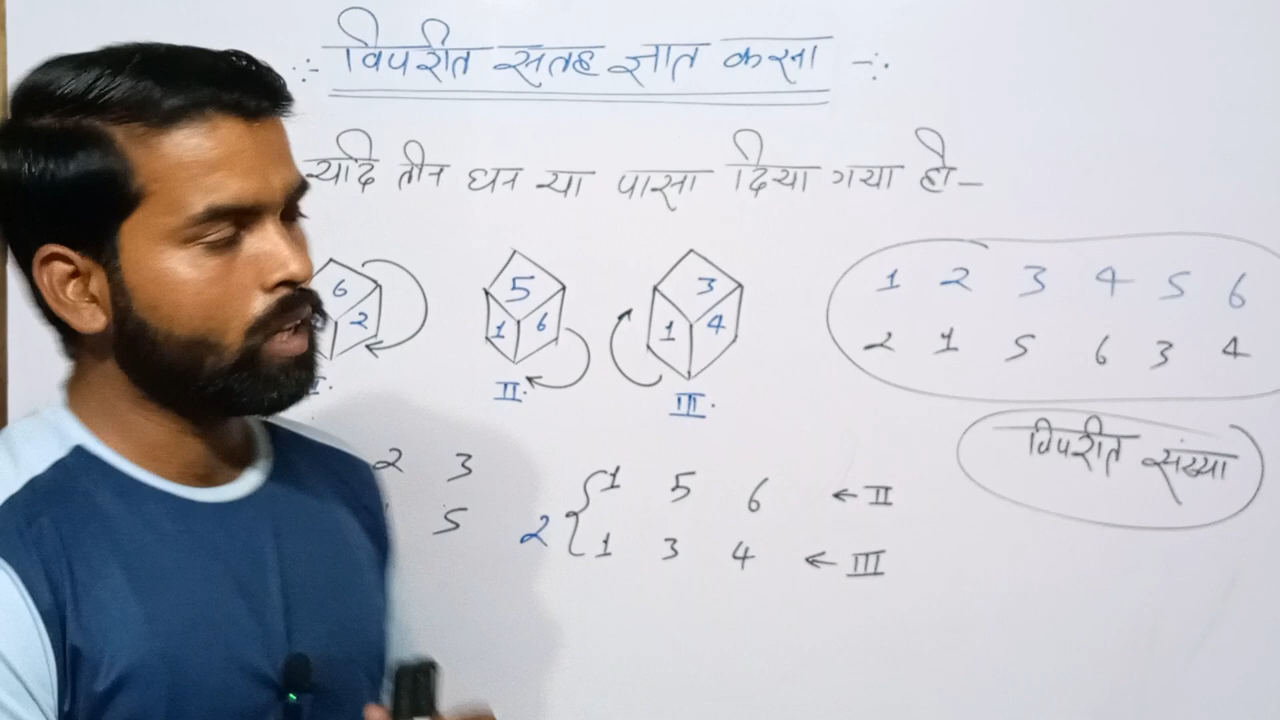 :- विपरीत सतह ज्ञात करना -:
यदि तीन घन या पासा दिया गया हो-
6
2
5
1 6
II.
3
1 4
III.
1 2 3 4 5 6
2 1 5 6 3 4
विपरीत संख्या
2 3
5
2 { 1 5 6 ← II
1 3 4 ← III